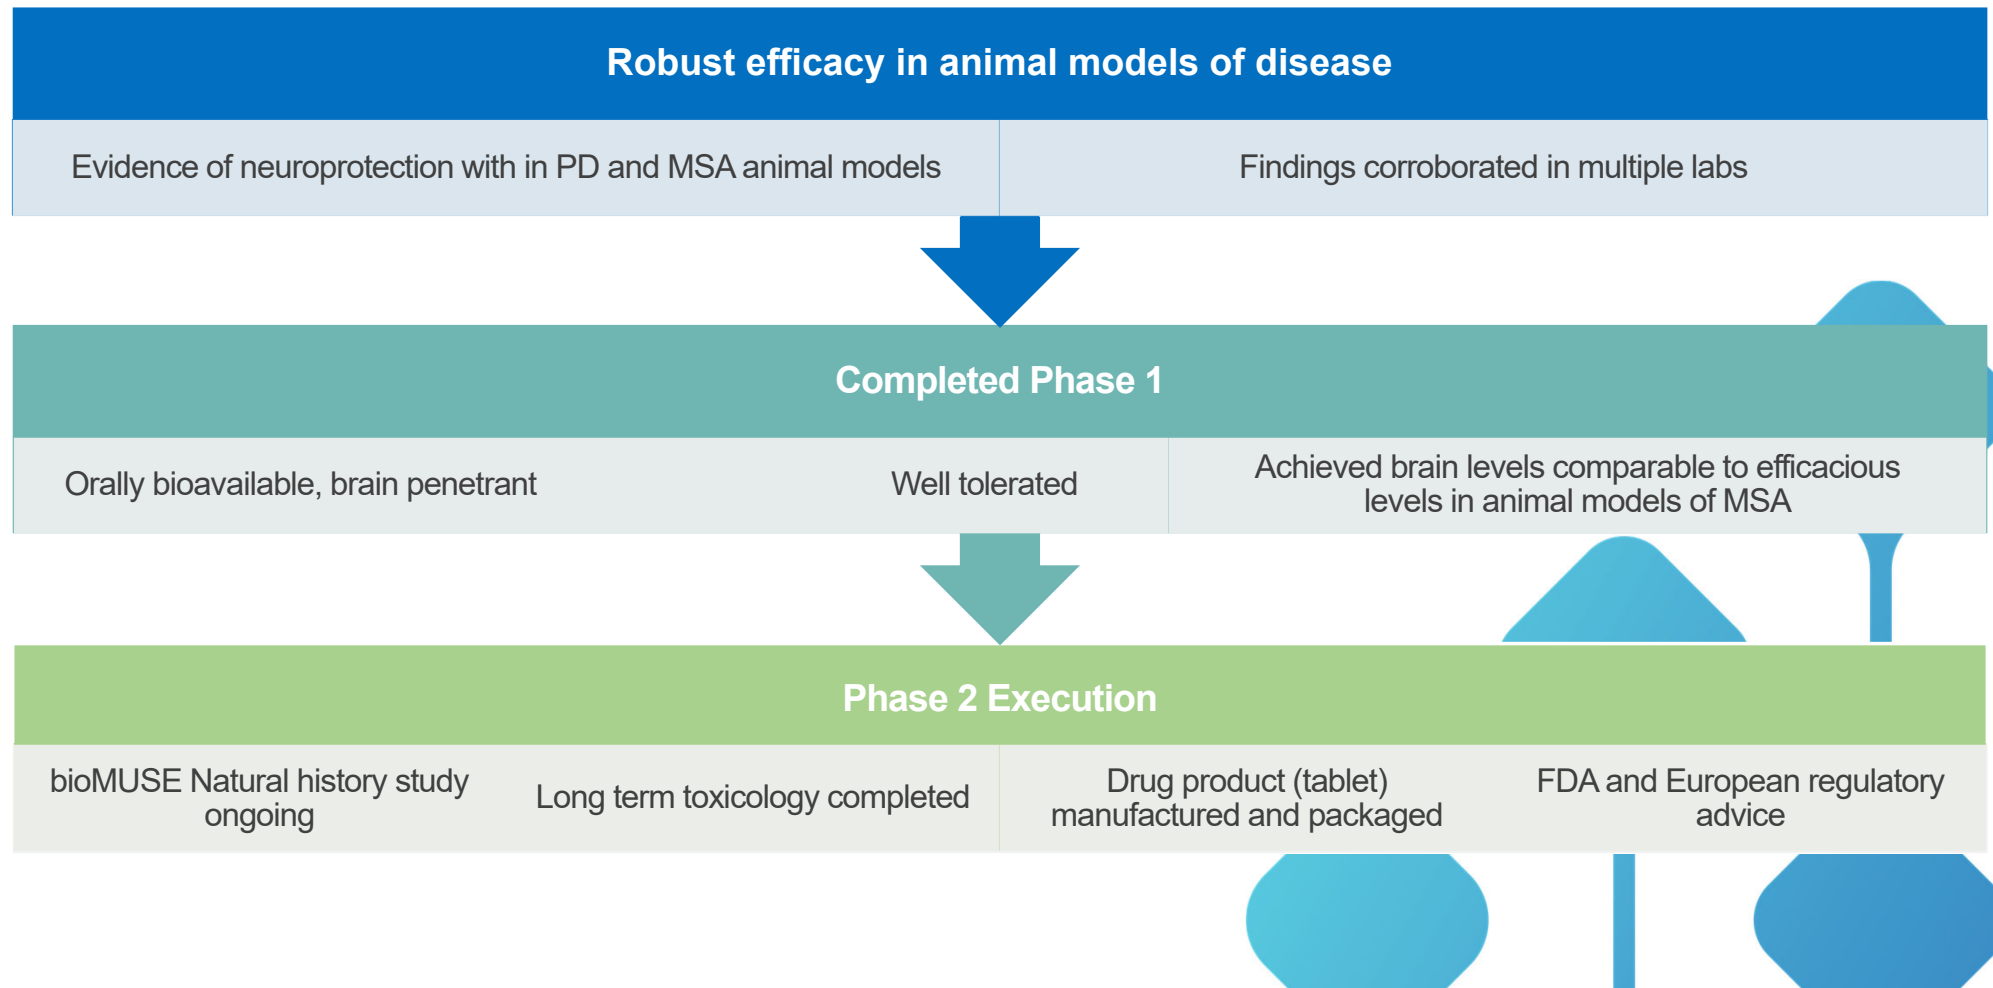 Robust efficacy in animal models of disease
Evidence of neuroprotection with in PD and MSA animal models
Findings corroborated in multiple labs
Completed Phase 1
Orally bioavailable, brain penetrant
Well tolerated
Achieved brain levels comparable to efficacious
levels in animal models of MSA
Phase 2 Execution
bioMUSE Natural history study
ongoing
Long term toxicology completed
Drug product (tablet)
manufactured and packaged
FDA and European regulatory
advice